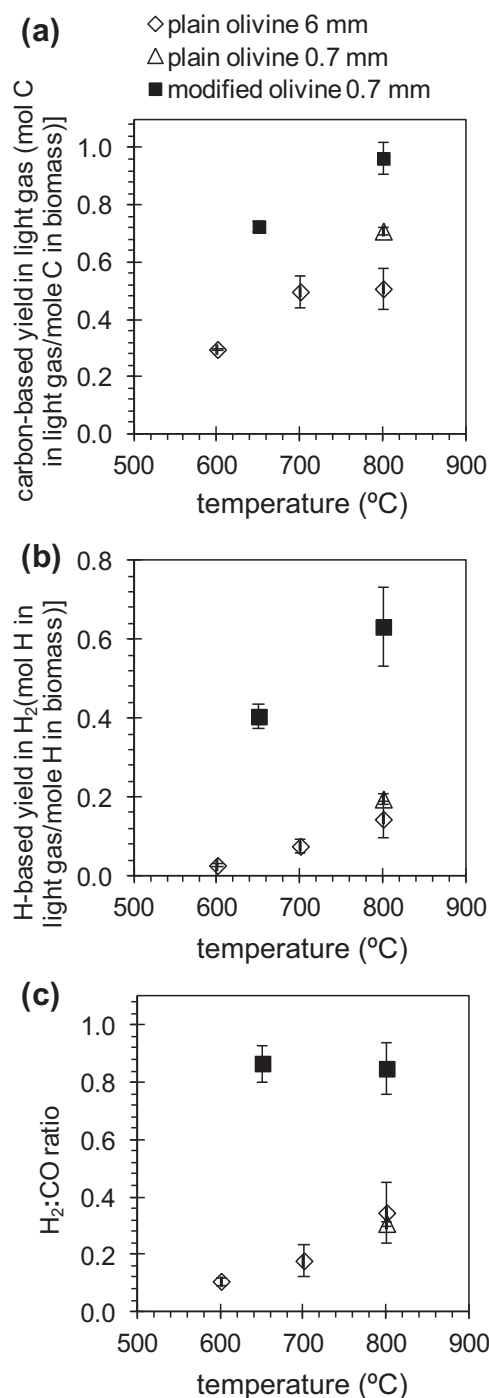 (a)
◇ plain olivine 6 mm
△ plain olivine 0.7 mm
■ modified olivine 0.7 mm
carbon-based yield in light gas (mol C
in light gas/mole C in biomass)]
1.0
0.8
0.6
0.4
0.2
0.0
500 600 700 800 900
temperature (ºC)
(b)
H-based yield in H₂(mol H in
light gas/mole H in biomass)]
0.8
0.6
0.4
0.2
0.0
500 600 700 800 900
temperature (ºC)
(c)
H₂:CO ratio
1.0
0.8
0.6
0.4
0.2
0.0
500 600 700 800 900
temperature (ºC)